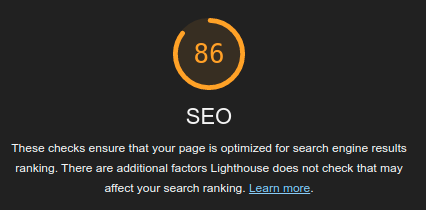 86
SEO
These checks ensure that your page is optimized for search engine results
ranking. There are additional factors Lighthouse does not check that may
affect your search ranking. Learn more.